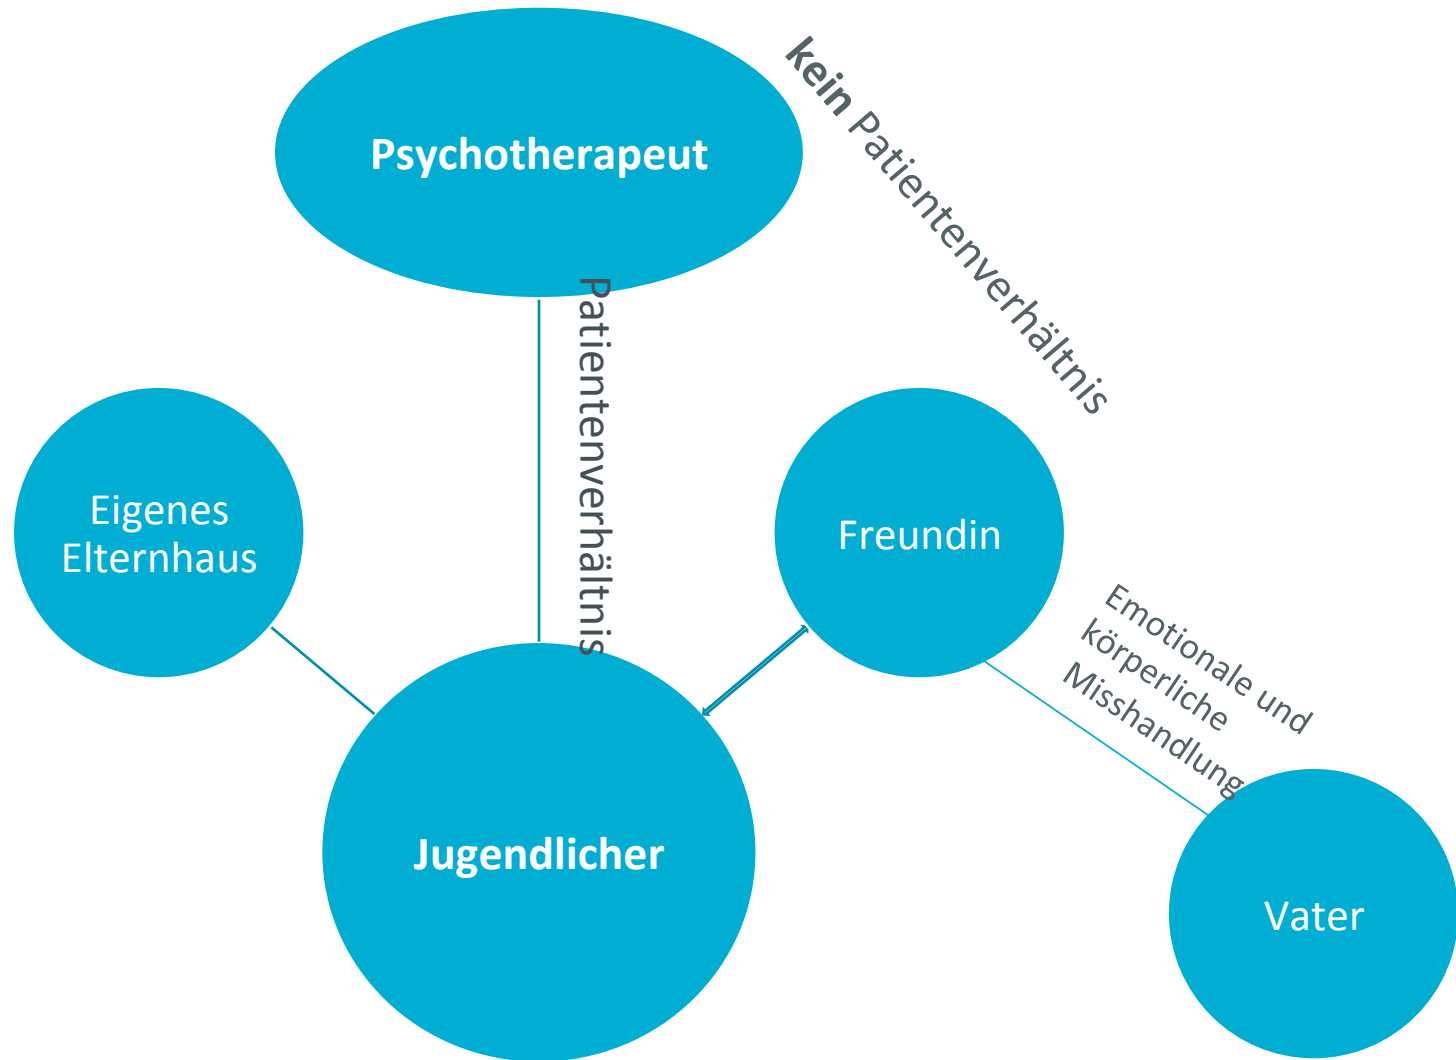 Psychotherapeut
kein Patientenverhältnis
Patientenverhältnis
Eigenes
Elternhaus
Freundin
Emotionale und
körperliche
Misshandlung
Jugendlicher
Vater